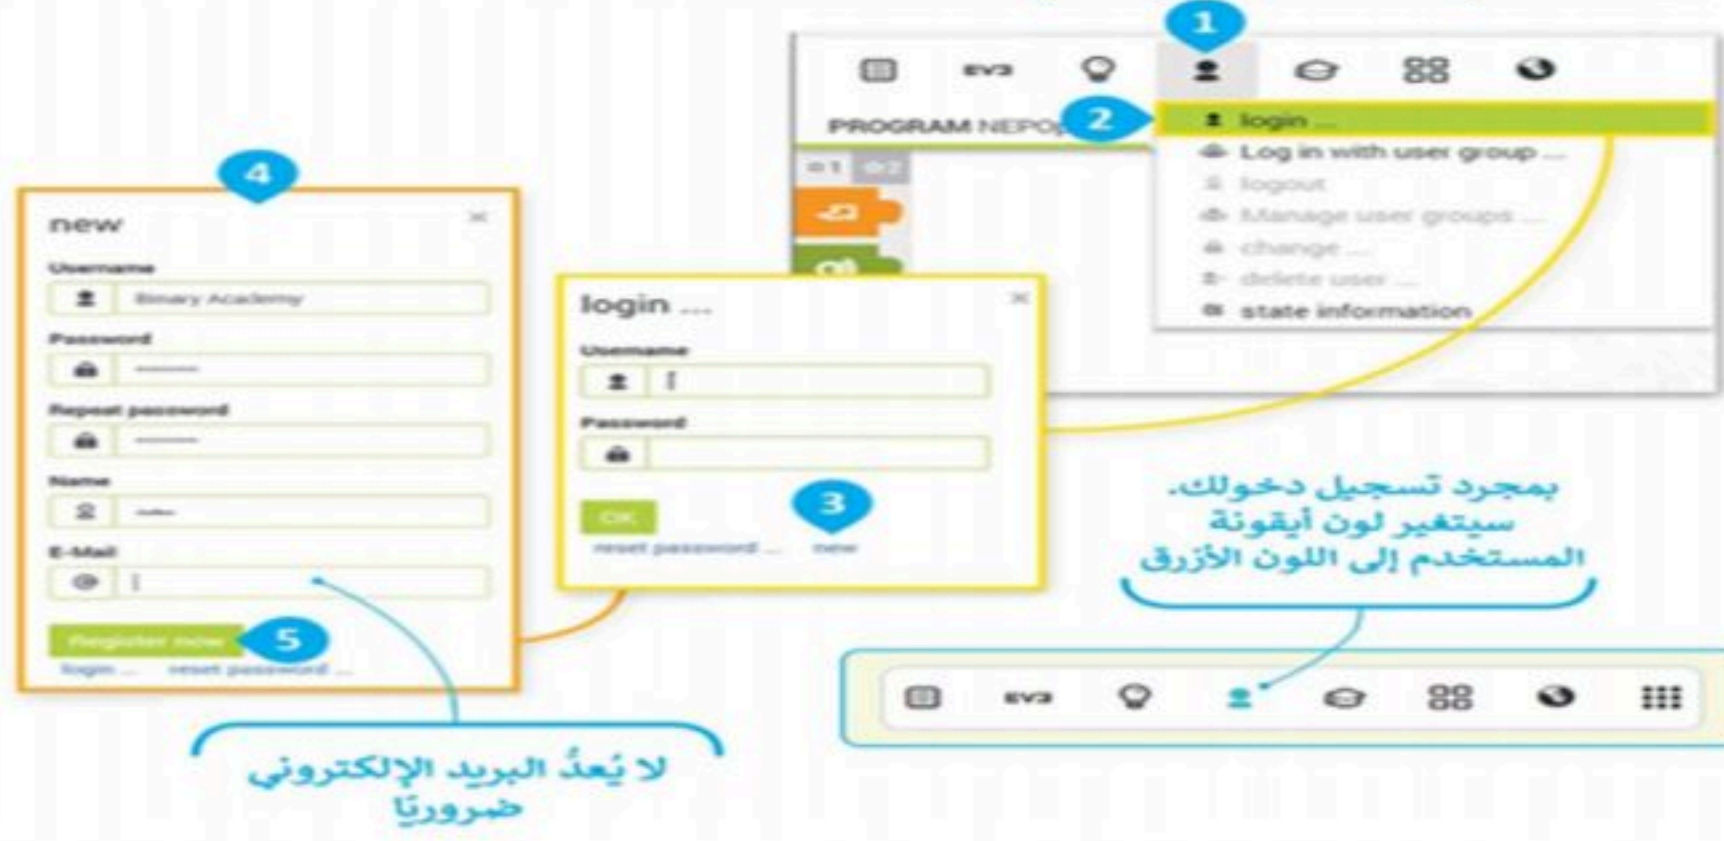 1
EV3
PROGRAM NEPO
2
login ...
Log in with user group ...
logout
Manage user groups ...
change ...
delete user ...
state information
1
2
4
new
Username
Binary Academy
Password
Repeat password
Name
E-Mail
@
Register now
5
login ...
reset password ...
login ...
Username
Password
3
OK
reset password ...
new
بمجرد تسجيل دخولك،
سيتغير لون أيقونة
المستخدم إلى اللون الأزرق
EV3
لا يُعدُّ البريد الإلكتروني
ضروريًا